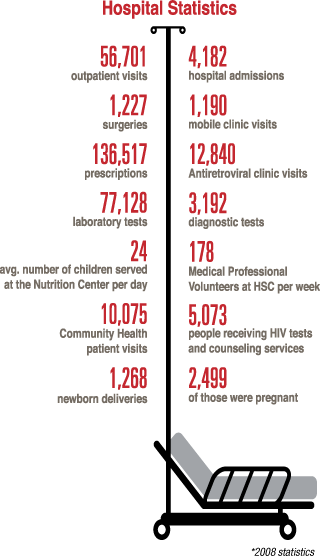 Hospital Statistics
56,701
outpatient visits
4,182
hospital admissions
1,227
surgeries
1,190
mobile clinic visits
136,517
prescriptions
12,840
Antiretroviral clinic visits
77,128
laboratory tests
3,192
diagnostic tests
24
avg. number of children served
at the Nutrition Center per day
178
Medical Professional
Volunteers at HSC per week
10,075
Community Health
patient visits
5,073
people receiving HIV tests
and counseling services
1,268
newborn deliveries
2,499
of those were pregnant
*2008 statistics